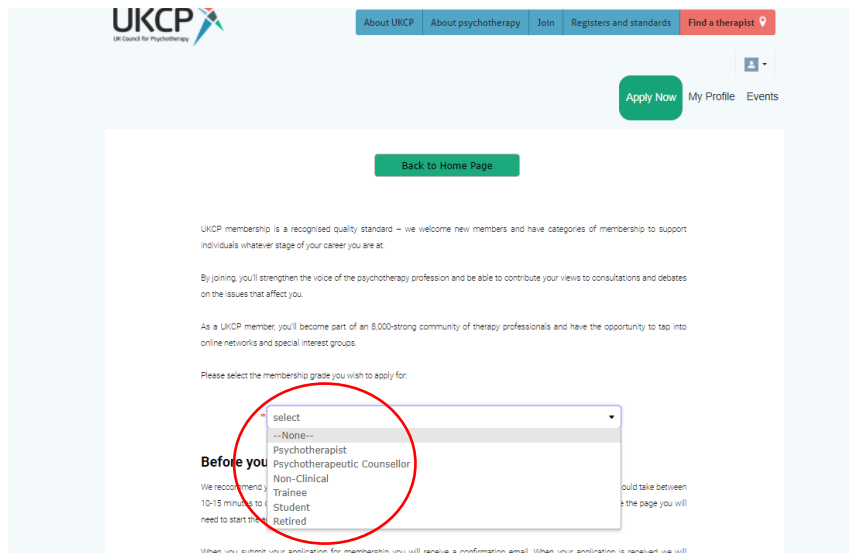 UKCP
UK Council for Psychotherapy
About UKCP About psychotherapy Join Registers and standards Find a therapist
Apply Now My Profile Events
Back to Home Page
UKCP membership is a recognised quality standard – we welcome new members and have categories of membership to support
individuals whatever stage of your career you are at.
By joining, you'll strengthen the voice of the psychotherapy profession and be able to contribute your views to consultations and debates
on the issues that affect you.
As a UKCP member, you'll become part of an 8,000-strong community of therapy professionals and have the opportunity to tap into
online networks and special interest groups.
Please select the membership grade you wish to apply for:
* select
--None--
Psychotherapist
Psychotherapeutic Counsellor
Non-Clinical
Trainee
Student
Retired
Before you
We reccommend ould take between
10-15 minutes to e the page you will
need to start the
When you submit your application for membership you will receive a confirmation email. When your application is received we will